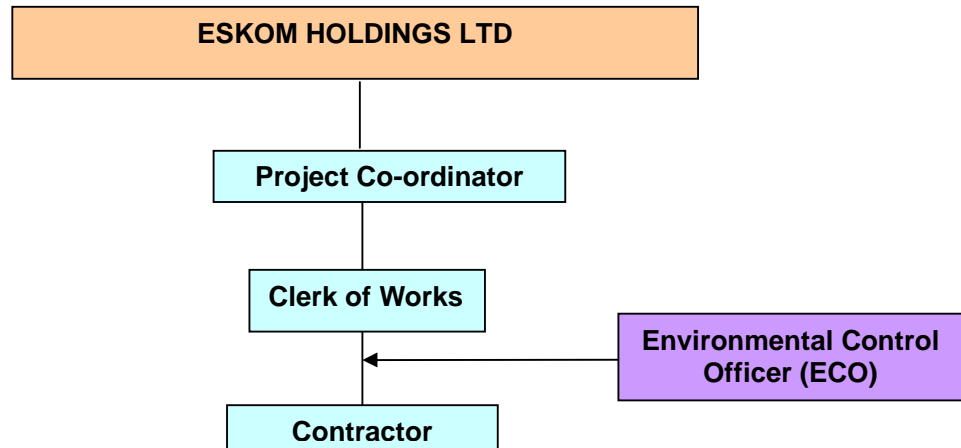 ESKOM HOLDINGS LTD
Project Co-ordinator
Clerk of Works
Environmental Control
Officer (ECO)
Contractor